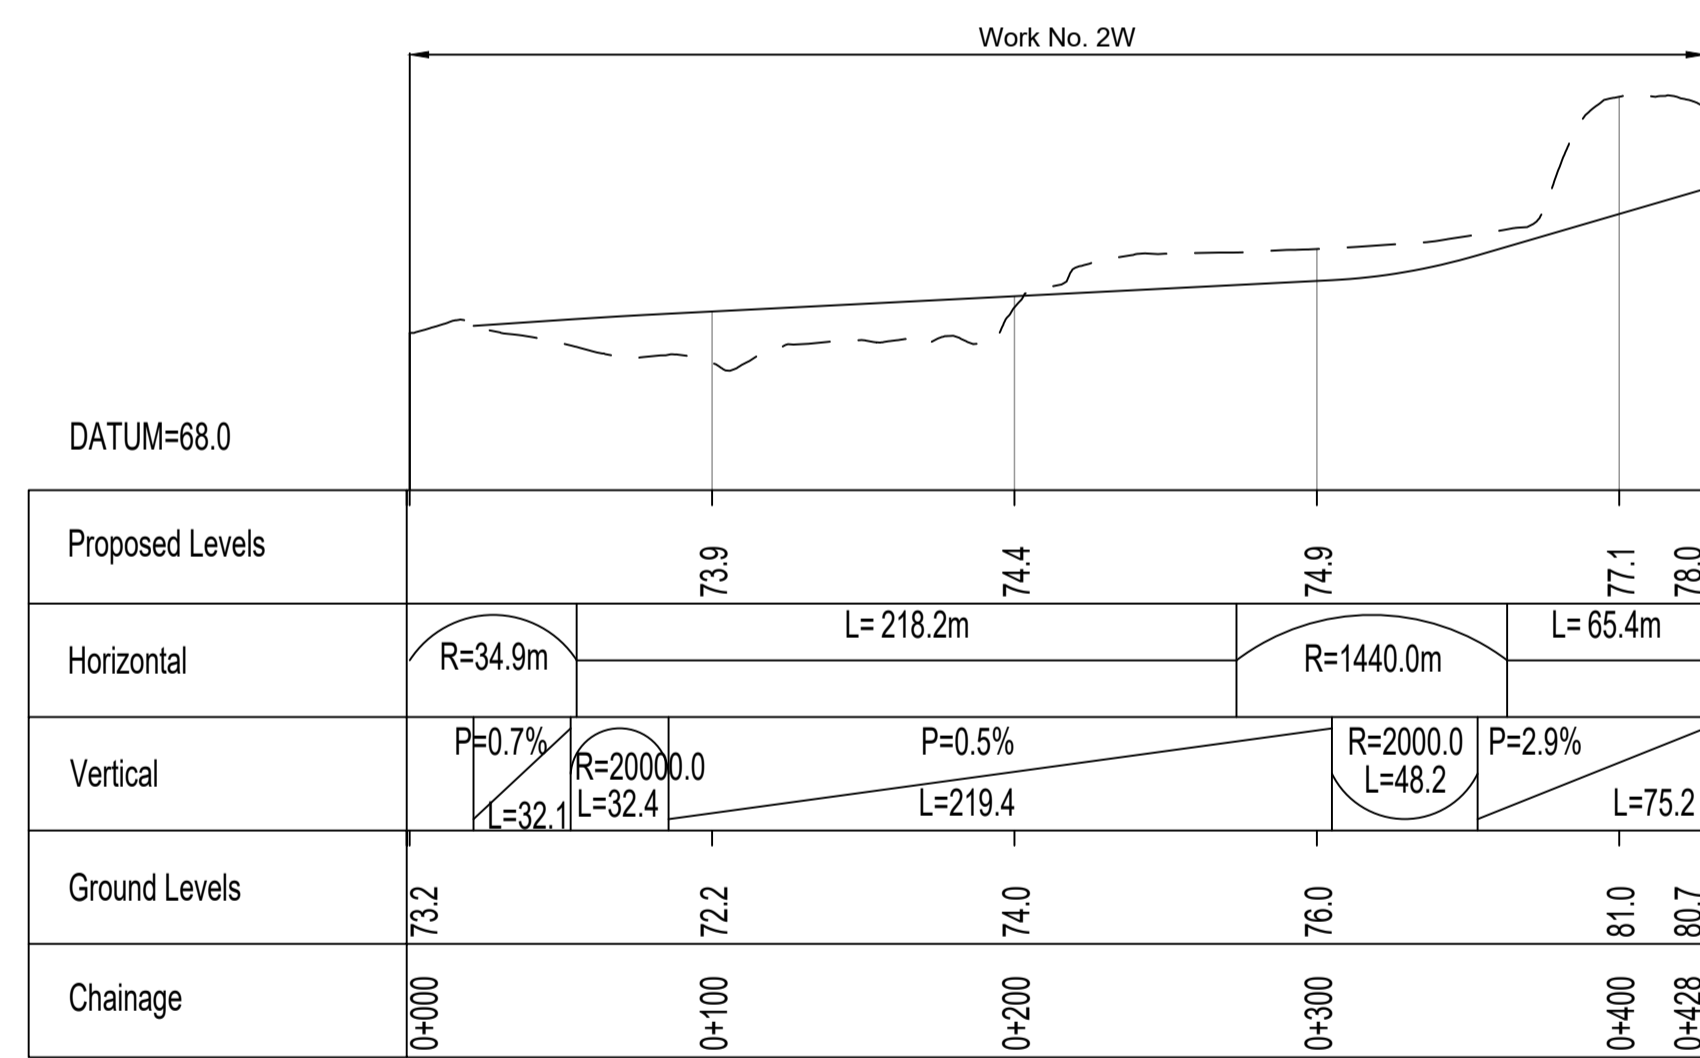 Work No. 2W
DATUM=68.0
Proposed Levels
73.9
74.4
74.9
77.1
78.0
Horizontal
R=34.9m
L= 218.2m
R=1440.0m
L= 65.4m
Vertical
P=0.7%
L=32.1
R=20000.0
L=32.4
P=0.5%
L=219.4
R=2000.0
L=48.2
P=2.9%
L=75.2
Ground Levels
73.2
72.2
74.0
76.0
81.0
80.7
Chainage
0+000
0+100
0+200
0+300
0+400
0+428